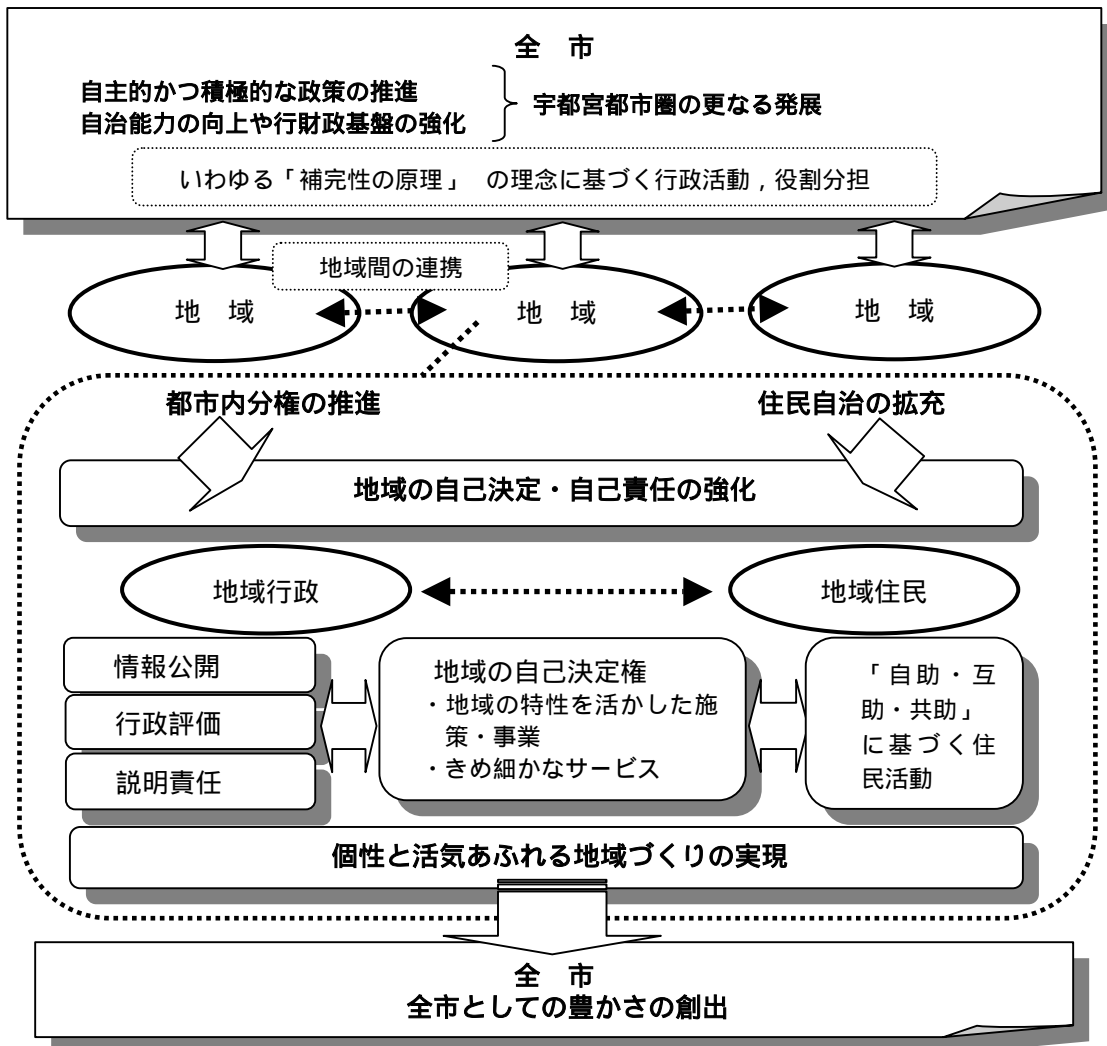 全　市
自主的かつ積極的な政策の推進
自治能力の向上や行財政基盤の強化
宇都宮都市圏の更なる発展
いわゆる「補完性の原理」　の理念に基づく行政活動，役割分担
地域間の連携
地　域
地　域
地　域
都市内分権の推進
住民自治の拡充
地域の自己決定・自己責任の強化
地域行政
地域住民
情報公開
行政評価
説明責任
地域の自己決定権
・地域の特性を活かした施
策・事業
・きめ細かなサービス
「自助・互
助・共助」
に基づく住
民活動
個性と活気あふれる地域づくりの実現
全　市
全市としての豊かさの創出